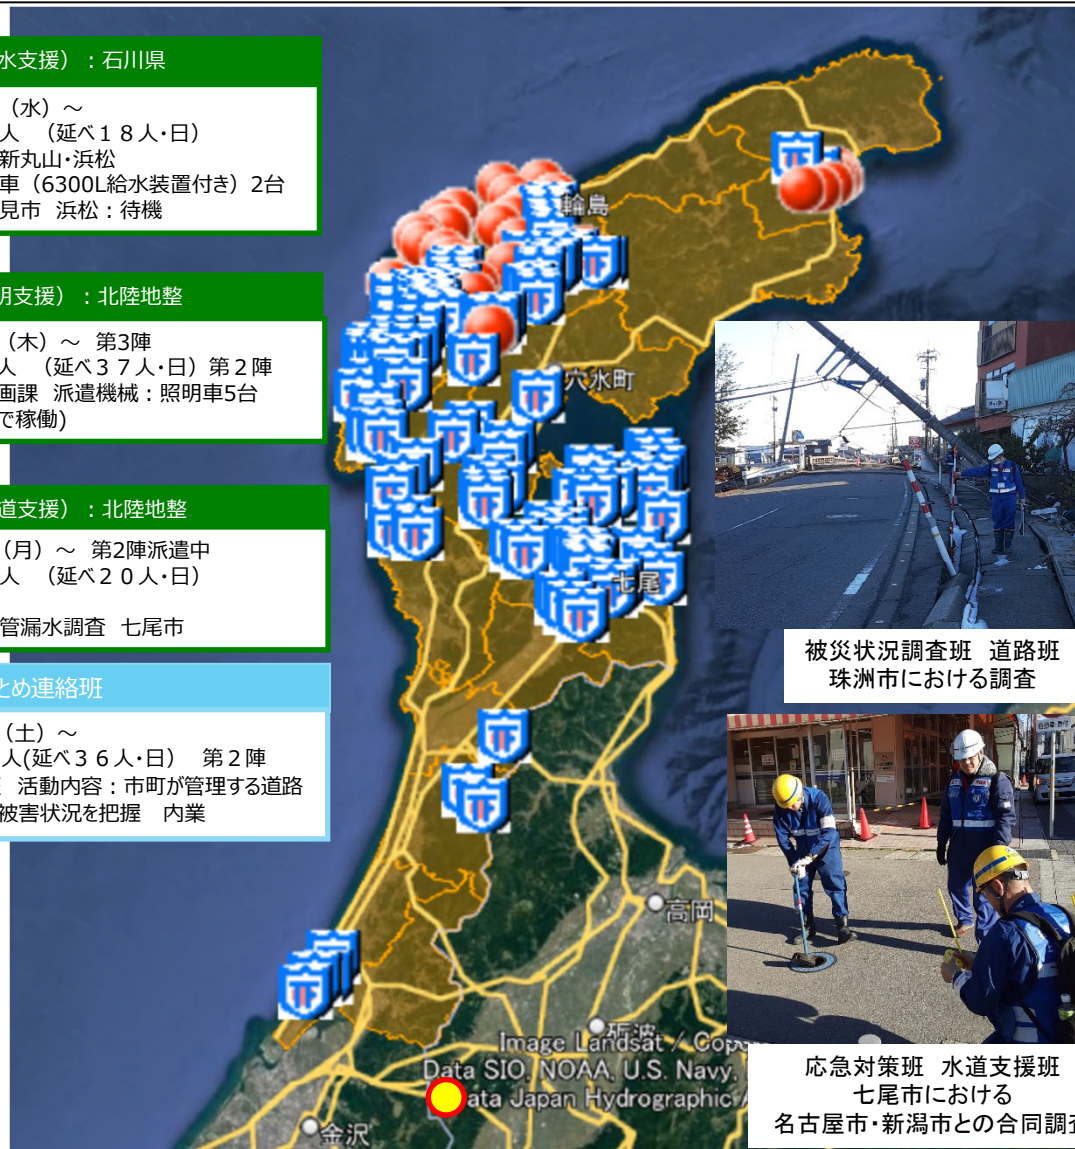 水支援）：石川県
（水）～
人　（延べ１８人・日）
新丸山・浜松
車（6300L給水装置付き）2台
見市　浜松：待機
明支援）：北陸地整
（木）～　第3陣
人　（延べ３７人・日）第２陣
画課　派遣機械：照明車5台
で稼働)
道支援）：北陸地整
（月）～　第2陣派遣中
人　（延べ２０人・日）
管漏水調査　七尾市
とめ連絡班
（土）～
人(延べ３６人・日）　第２陣
活動内容：市町が管理する道路
被害状況を把握　内業
輪島
穴水町
七尾
高岡
砺波
金沢
Image Landsat / Cop
Data SIO, NOAA, U.S. Navy,
ata Japan Hydrographic
被災状況調査班　道路班
珠洲市における調査
応急対策班　水道支援班
七尾市における
名古屋市・新潟市との合同調査